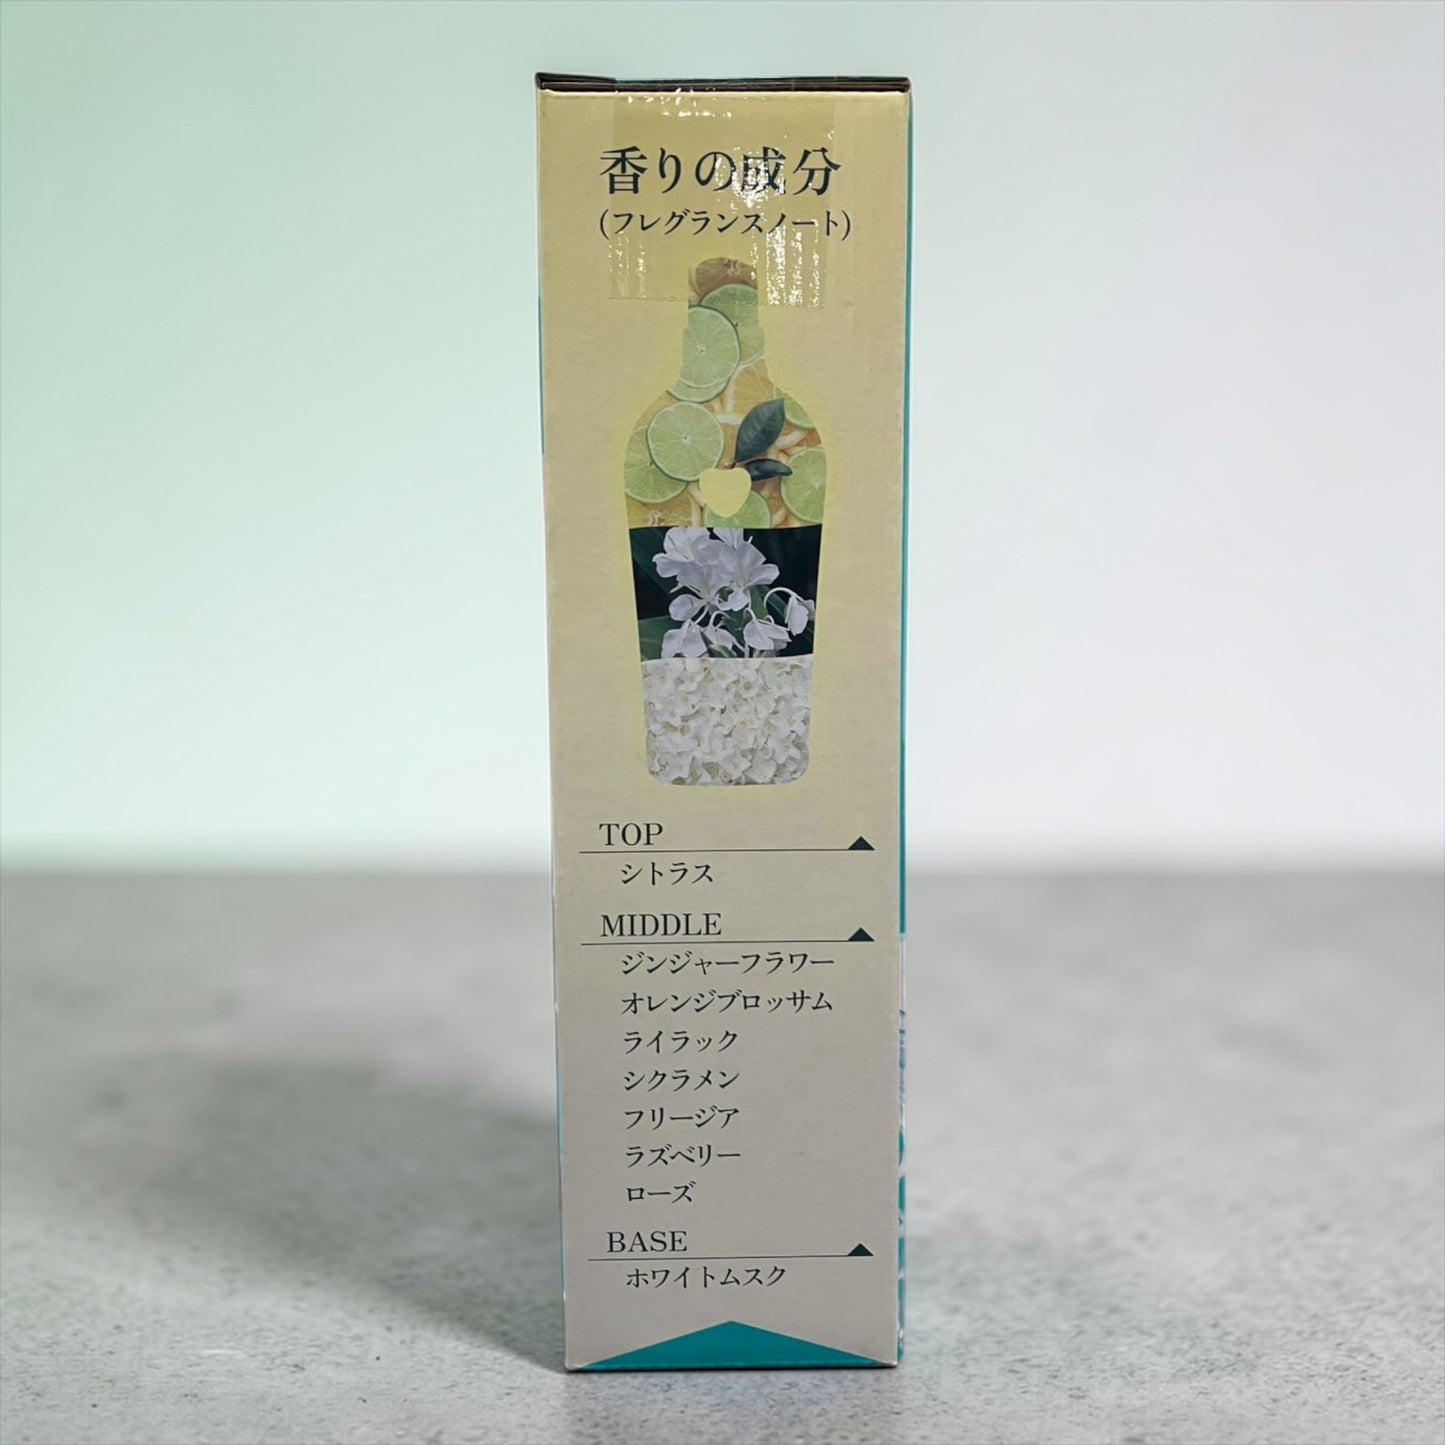 香りの成分
(フレグランスノート)
TOP
シトラス
MIDDLE
ジンジャーフラワー
オレンジブロッサム
ライラック
シクラメン
フリージア
ラズベリー
ローズ
BASE
ホワイトムスク